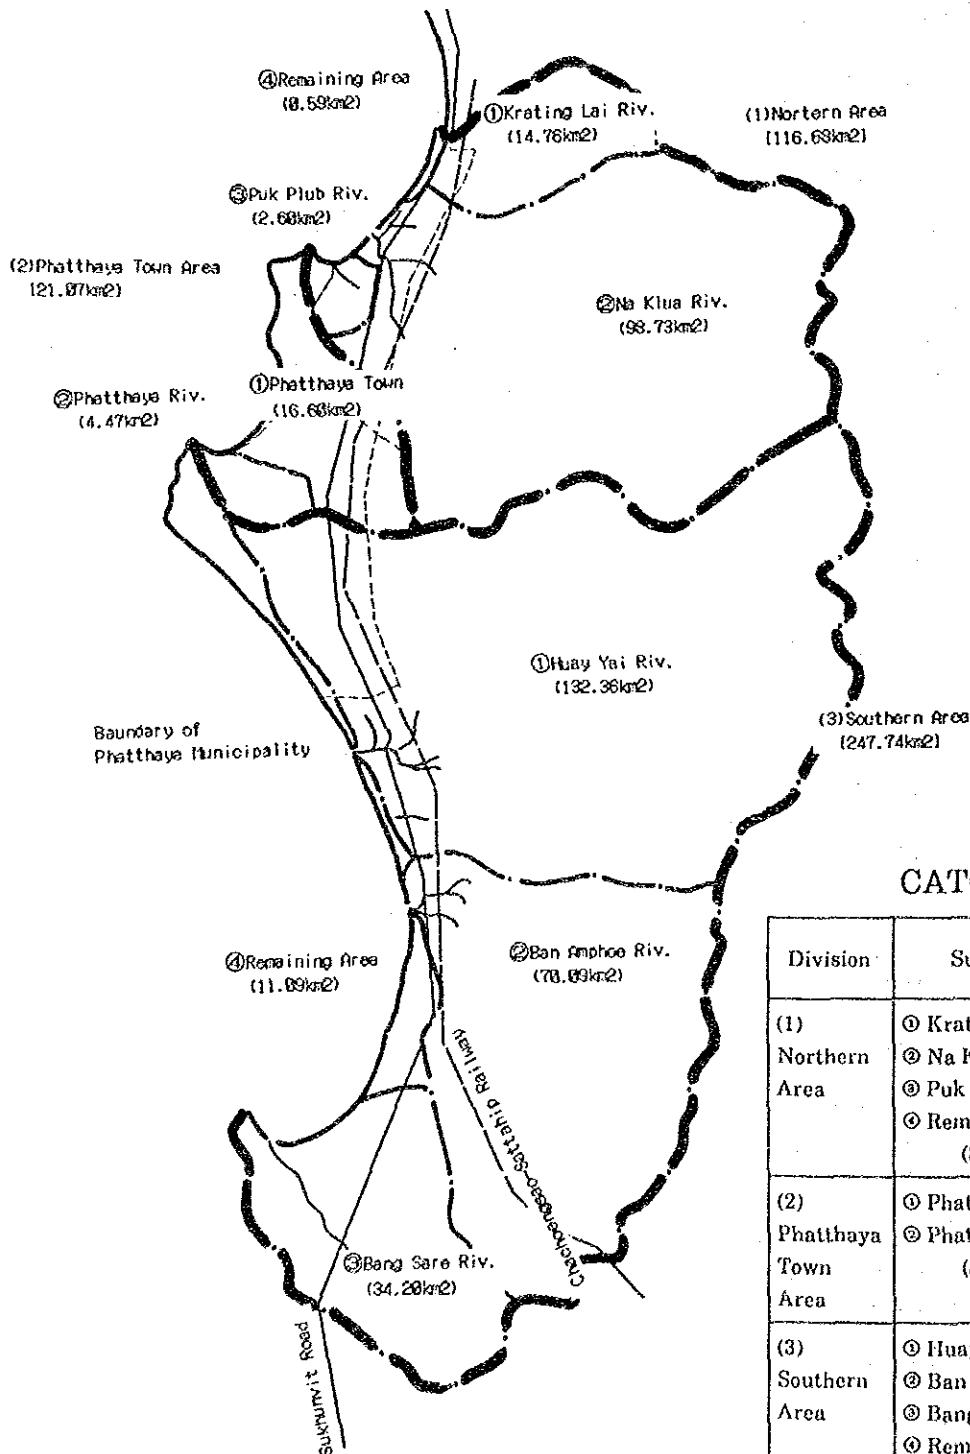 ④Remaining Area
(0.59km2)
①Krating Lai Riv.
(14.76km2)
(1)Nortern Area
(116.68km2)
③Puk Plub Riv.
(2.60km2)
(2)Phatthaya Town Area
121.07km2)
②Na Klua Riv.
(98.73km2)
①Phatthaya Town
(16.60km2)
②Phatthaya Riv.
(4.47km2)
①Huay Yai Riv.
(132.36km2)
(3)Southern Area
(247.74km2)
Baundary of
Phatthaya Municipality
④Remaining Area
(11.09km2)
②Ban Amphoe Riv.
(70.09km2)
Chachoengsao-Sattahip Railway
③Bang Sare Riv.
(34.20km2)
Sukhumvit Road
CAT
Division Su
(1) ① Krat
Northern ② Na K
Area ③ Puk
④ Rem
(2) ① Phat
Phatthaya ② Phat
Town
Area
(3) ① Hua
Southern ② Ban
Area ③ Bang
④ Rem